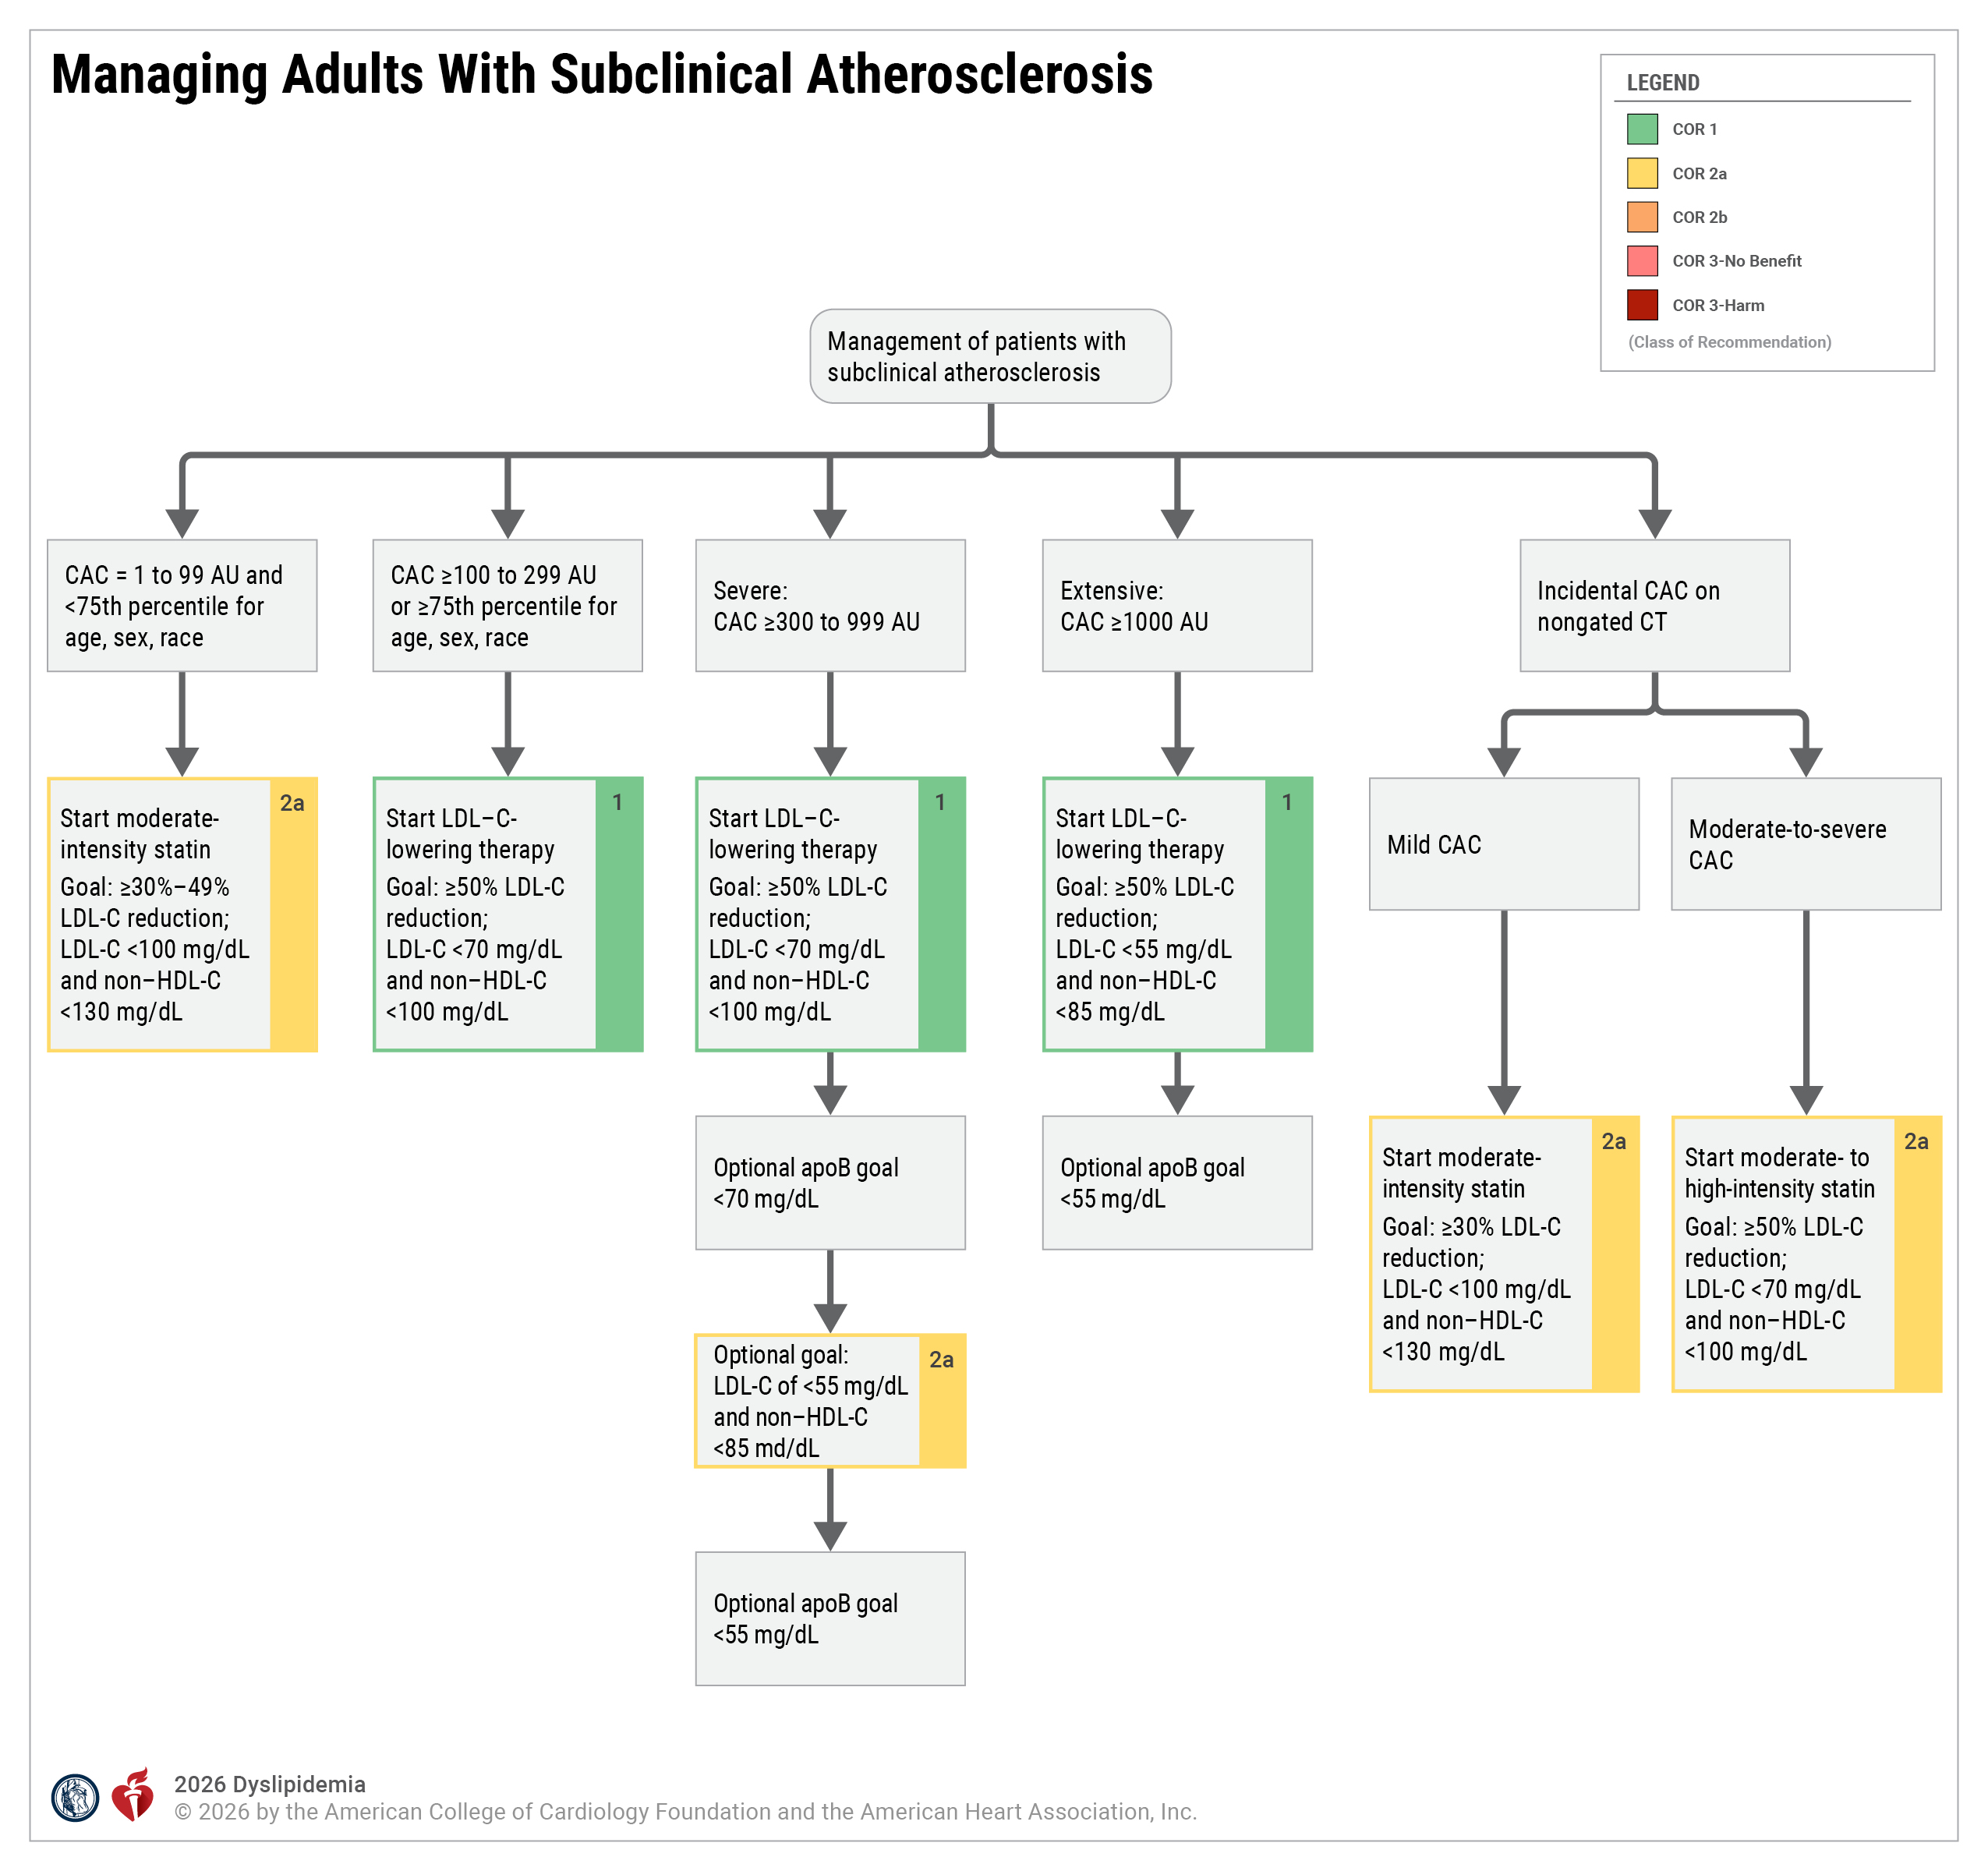 Managing Adults With Subclinical Atherosclerosis
LEGEND
COR 1
COR 2a
COR 2b
COR 3-No Benefit
COR 3-Harm
(Class of Recommendation)
Management of patients with
subclinical atherosclerosis
CAC = 1 to 99 AU and
<75th percentile for
age, sex, race
CAC ≥100 to 299 AU
or ≥75th percentile for
age, sex, race
Severe:
CAC ≥300 to 999 AU
Extensive:
CAC ≥1000 AU
Incidental CAC on
nongated CT
2a
Start moderate-
intensity statin
Goal: ≥30%–49%
LDL-C reduction;
LDL-C <100 mg/dL
and non–HDL-C
<130 mg/dL
1
Start LDL–C-
lowering therapy
Goal: ≥50% LDL-C
reduction;
LDL-C <70 mg/dL
and non–HDL-C
<100 mg/dL
1
Start LDL–C-
lowering therapy
Goal: ≥50% LDL-C
reduction;
LDL-C <70 mg/dL
and non–HDL-C
<100 mg/dL
1
Start LDL–C-
lowering therapy
Goal: ≥50% LDL-C
reduction;
LDL-C <55 mg/dL
and non–HDL-C
<85 mg/dL
Mild CAC
Moderate-to-severe
CAC
Optional apoB goal
<70 mg/dL
Optional apoB goal
<55 mg/dL
2a
Start moderate-
intensity statin
Goal: ≥30% LDL-C
reduction;
LDL-C <100 mg/dL
and non–HDL-C
<130 mg/dL
2a
Start moderate- to
high-intensity statin
Goal: ≥50% LDL-C
reduction;
LDL-C <70 mg/dL
and non–HDL-C
<100 mg/dL
2a
Optional goal:
LDL-C of <55 mg/dL
and non–HDL-C
<85 md/dL
Optional apoB goal
<55 mg/dL
2026 Dyslipidemia
© 2026 by the American College of Cardiology Foundation and the American Heart Association, Inc.